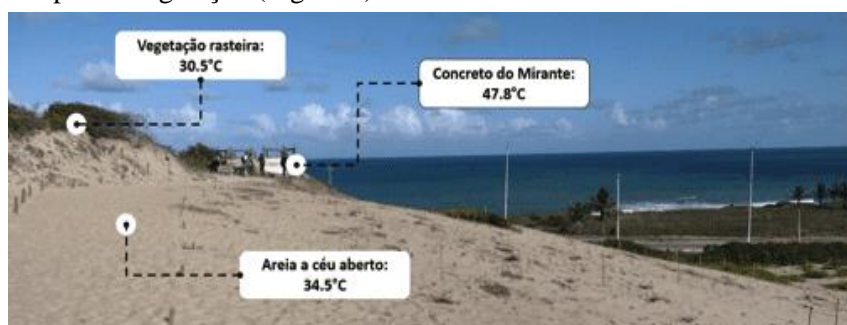 Vegetação rasteira:
30.5°C
Concreto do Mirante:
47.8°C
Areia a céu aberto:
34.5°C